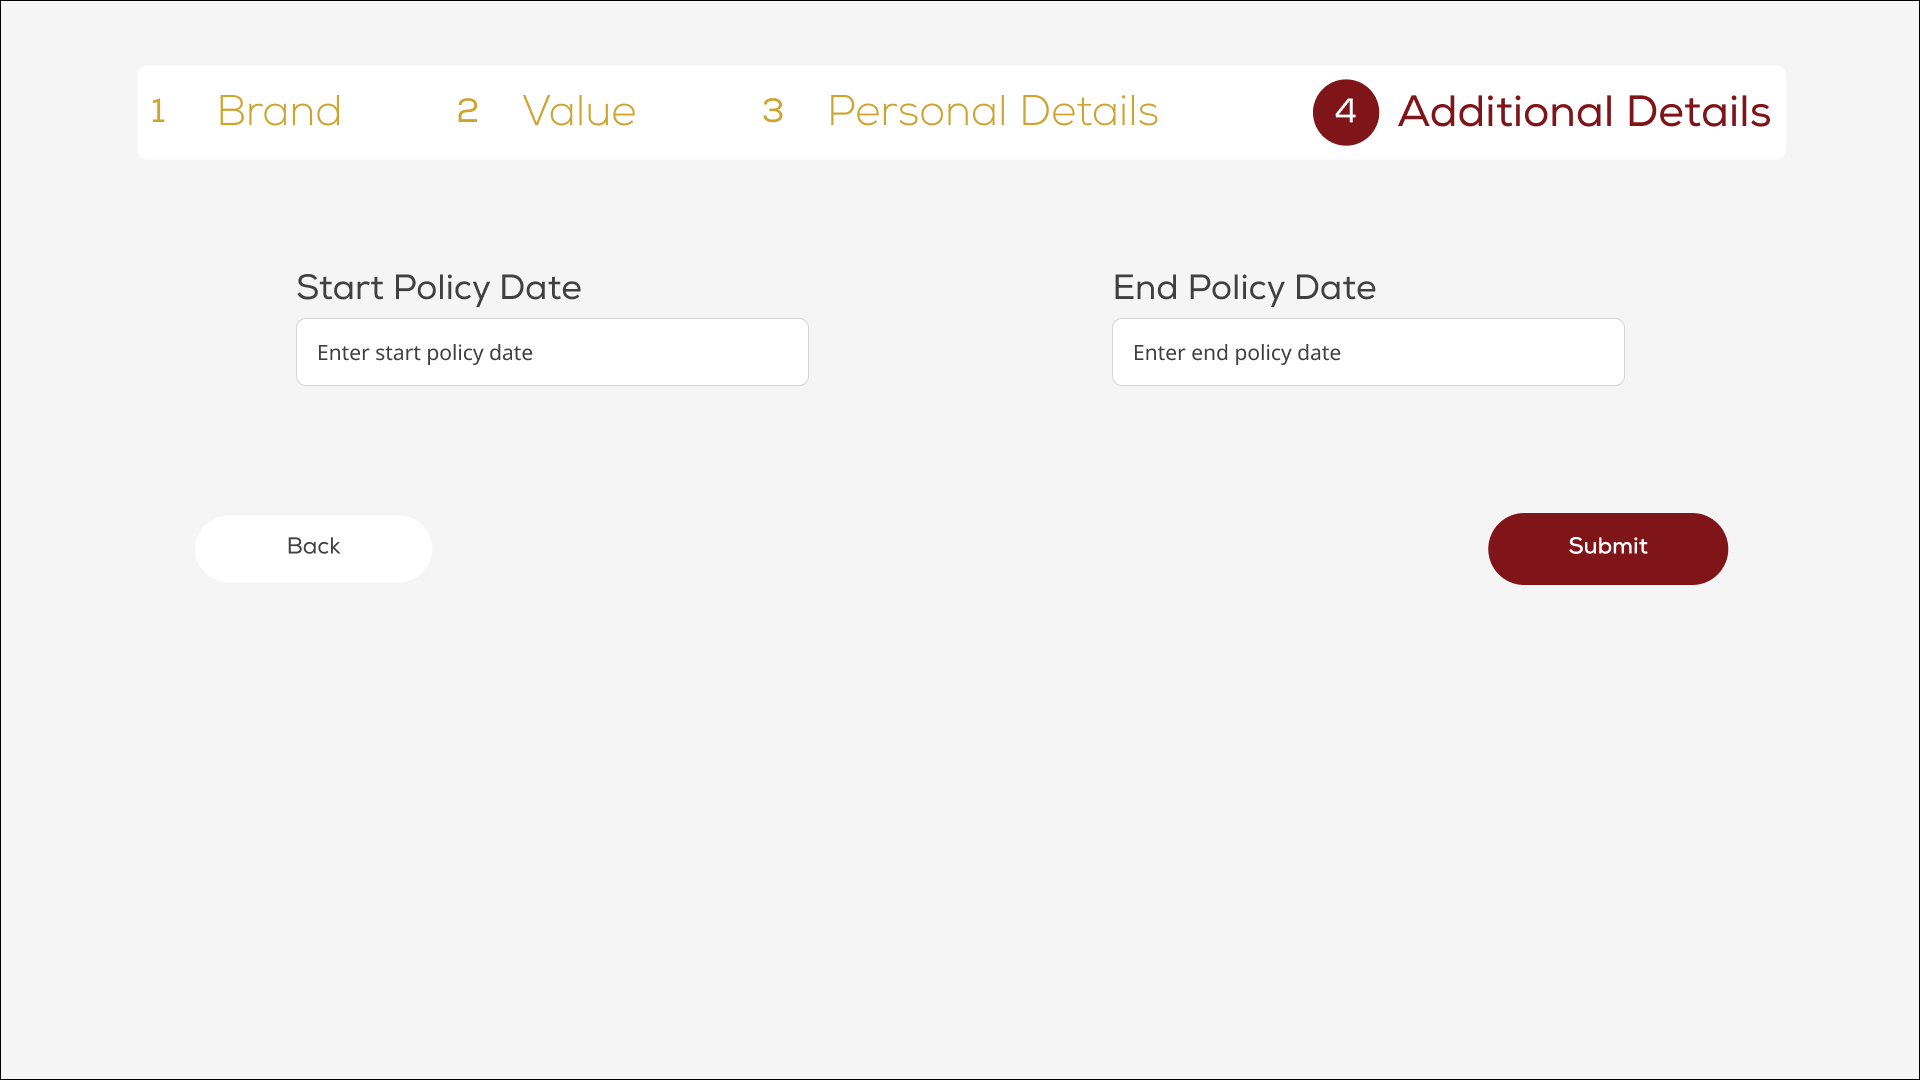 1 Brand 2 Value 3 Personal Details 4 Additional Details
Start Policy Date End Policy Date
Enter start policy date Enter end policy date
Back Submit